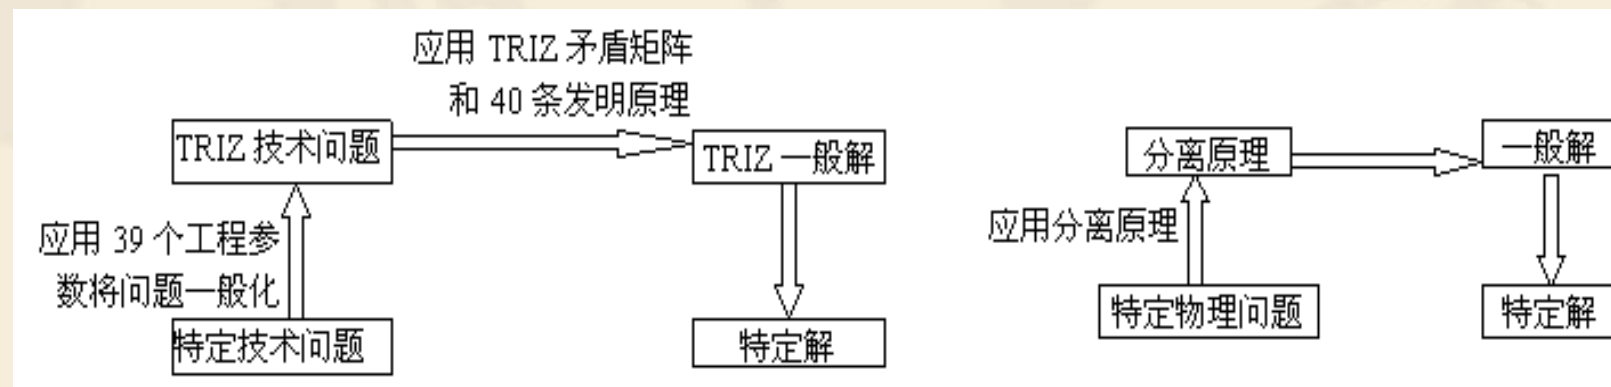 应用 TRIZ 矛盾矩阵
和 40 条发明原理
TRIZ 技术问题
TRIZ 一般解
应用 39 个工程参
数将问题一般化
特定技术问题
特定解
分离原理
一般解
应用分离原理
特定物理问题
特定解